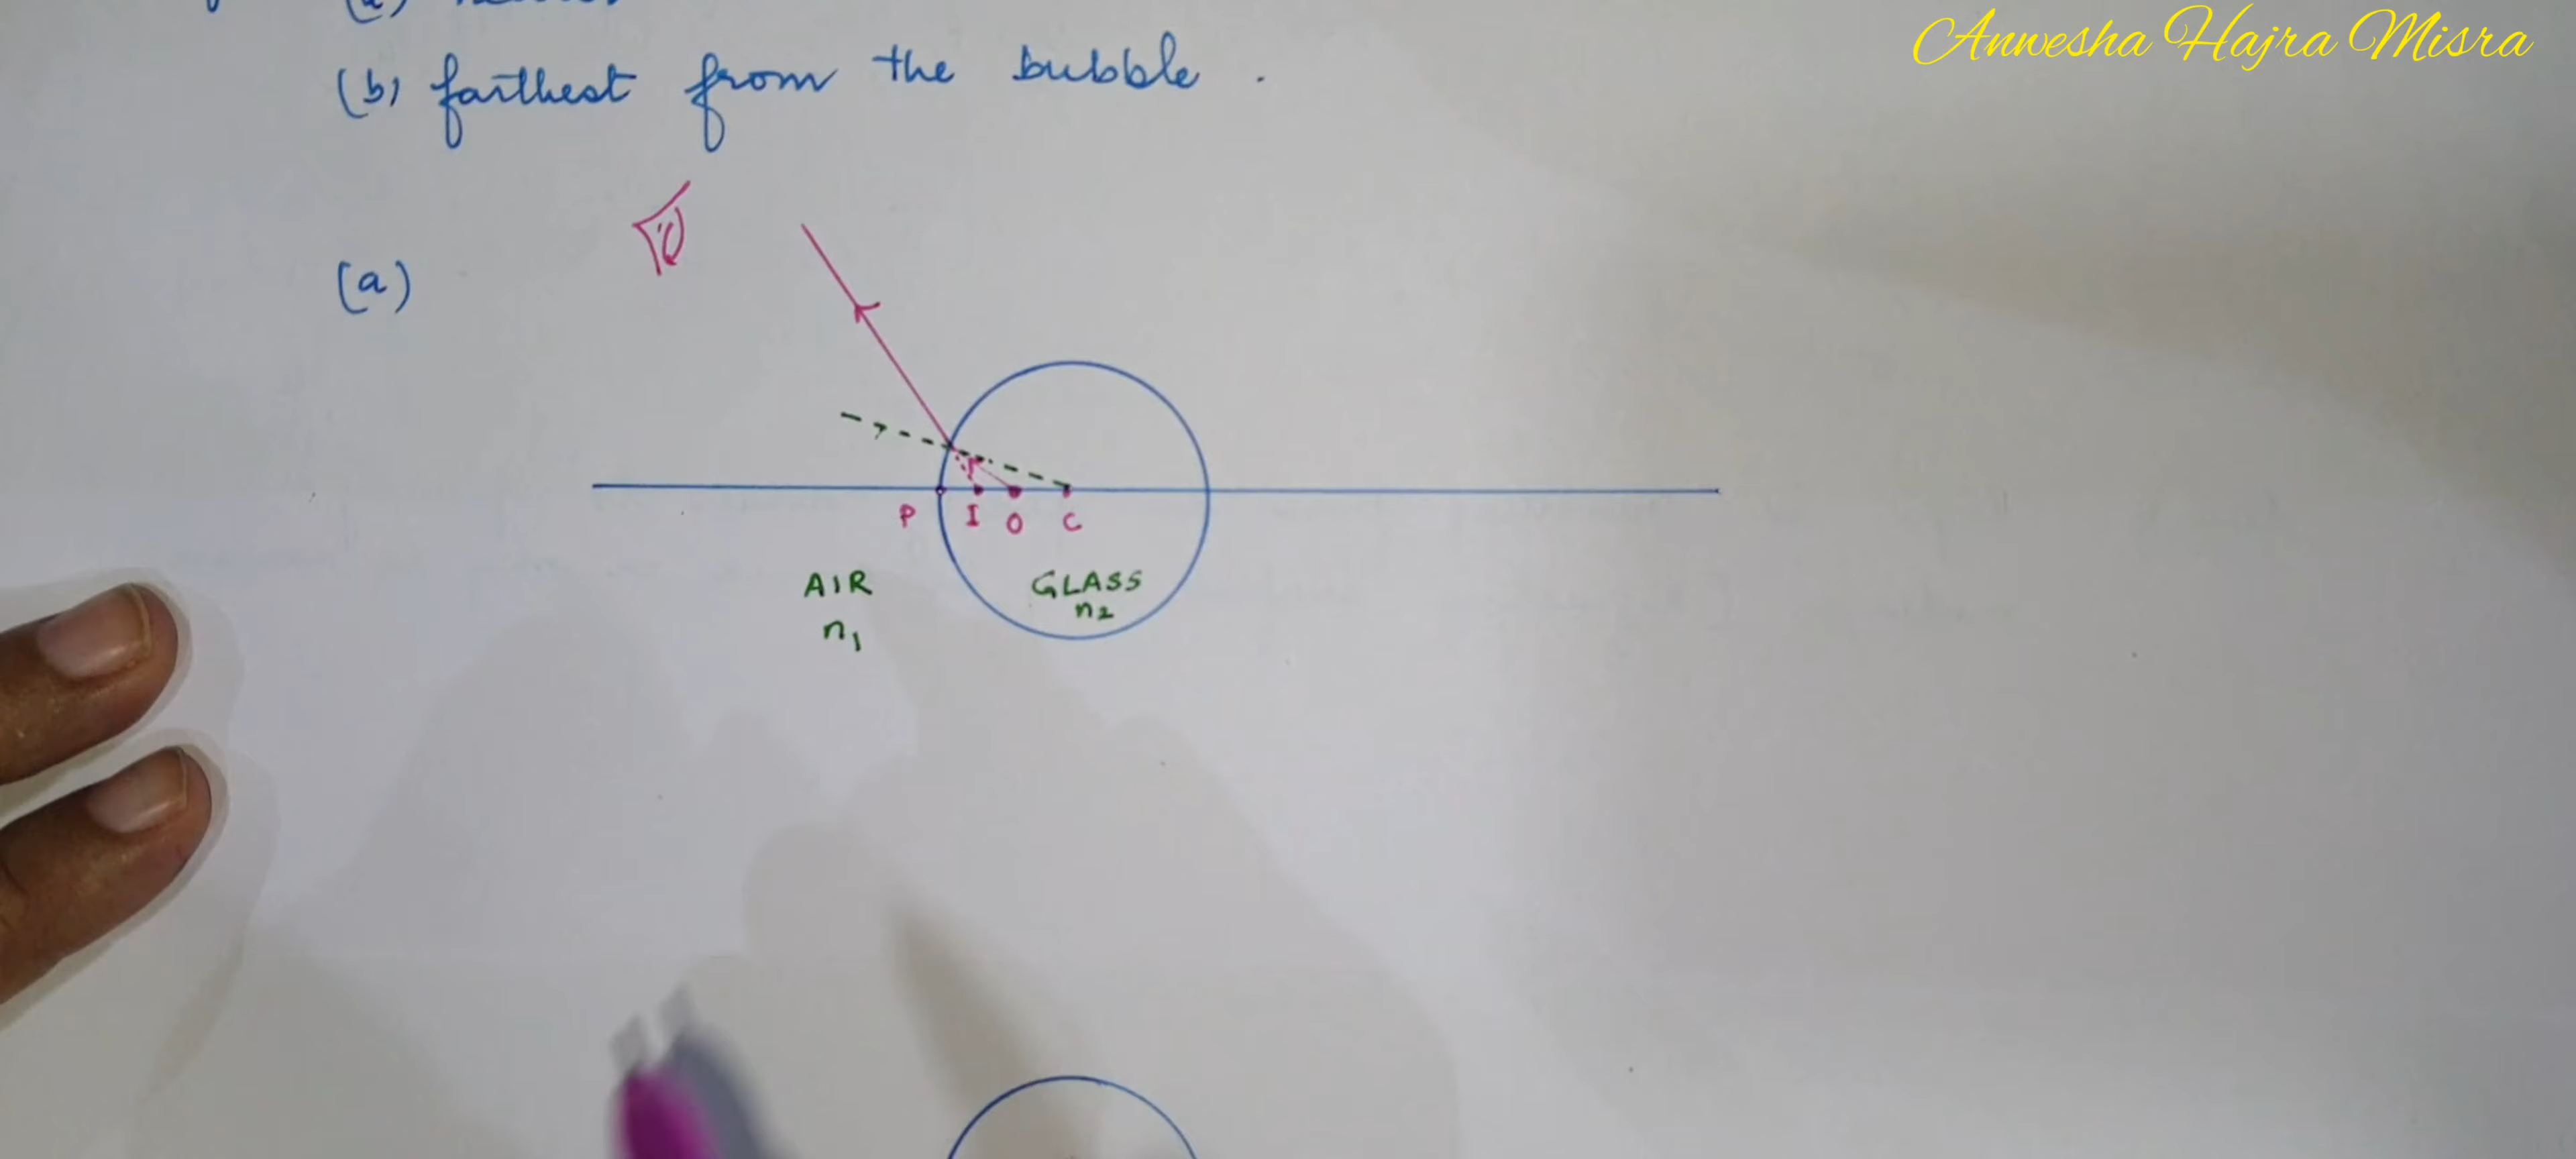 Anwesha Hajra Misra
(b) farthest from the bubble .
(a)
P I O C
AIR GLASS
n₁ n₂